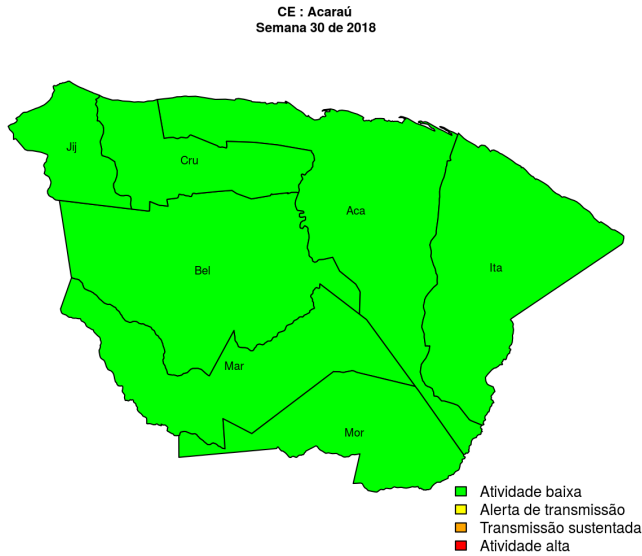 CE : Acaraú
Semana 30 de 2018
Jij
Cru
Aca
Bel
Ita
Mar
Mor
Atividade baixa
Alerta de transmissão
Transmissão sustentada
Atividade alta